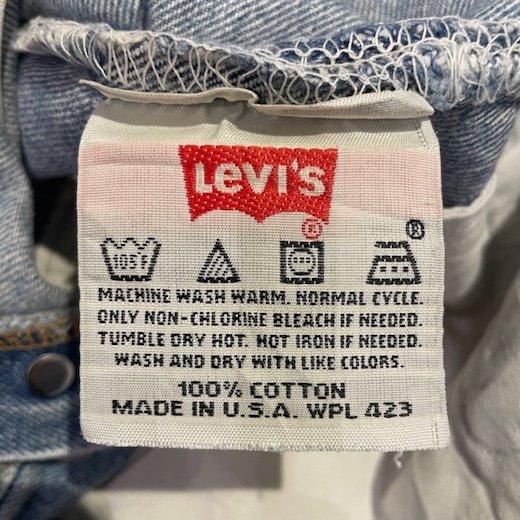 Levi's
®
®
105F
MACHINE WASH WARM. NORMAL CYCLE.
ONLY NON-CHLORINE BLEACH IF NEEDED.
TUMBLE DRY HOT. HOT IRON IF NEEDED.
WASH AND DRY WITH LIKE COLORS.
100% COTTON
MADE IN U.S.A. WPL 423